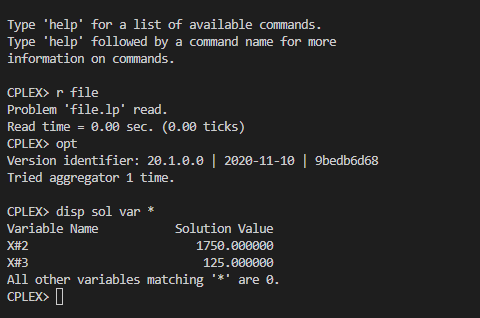 Type 'help' for a list of available commands.
Type 'help' followed by a command name for more
information on commands.
CPLEX> r file
Problem 'file.lp' read.
Read time = 0.00 sec. (0.00 ticks)
CPLEX> opt
Version identifier: 20.1.0.0 | 2020-11-10 | 9bedb6d68
Tried aggregator 1 time.
CPLEX> disp sol var *
Variable Name           Solution Value
X#2                        1750.000000
X#3                         125.000000
All other variables matching '*' are 0.
CPLEX>